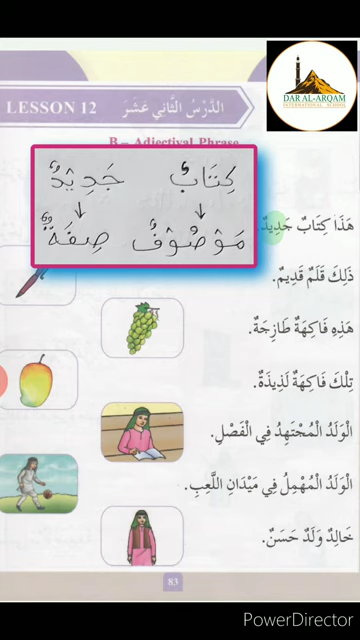 DAR AL-ARQAM
INTERNATIONAL SCHOOL
LESSON 12
الدَّرْسُ الثَّانِي عَشَرَ
B – Adjectival Phrase
كِتَابٌ جَدِيْدٌ
مَوْصُوْفٌ صِفَةٌ
هَذَا كِتَابٌ جَدِيدٌ
ذَلِكَ قَلَمٌ قَدِيمٌ.
هَذِهِ فَاكِهَةٌ طَازِجَةٌ.
تِلْكَ فَاكِهَةٌ لَذِيذَةٌ.
الْوَلَدُ الْمُجْتَهِدُ فِي الْفَصْلِ.
الْوَلَدُ الْمُهْمِلُ فِي مَيْدَانِ اللَّعِبِ.
خَالِدٌ وَلَدٌ حَسَنٌ.
83
PowerDirector